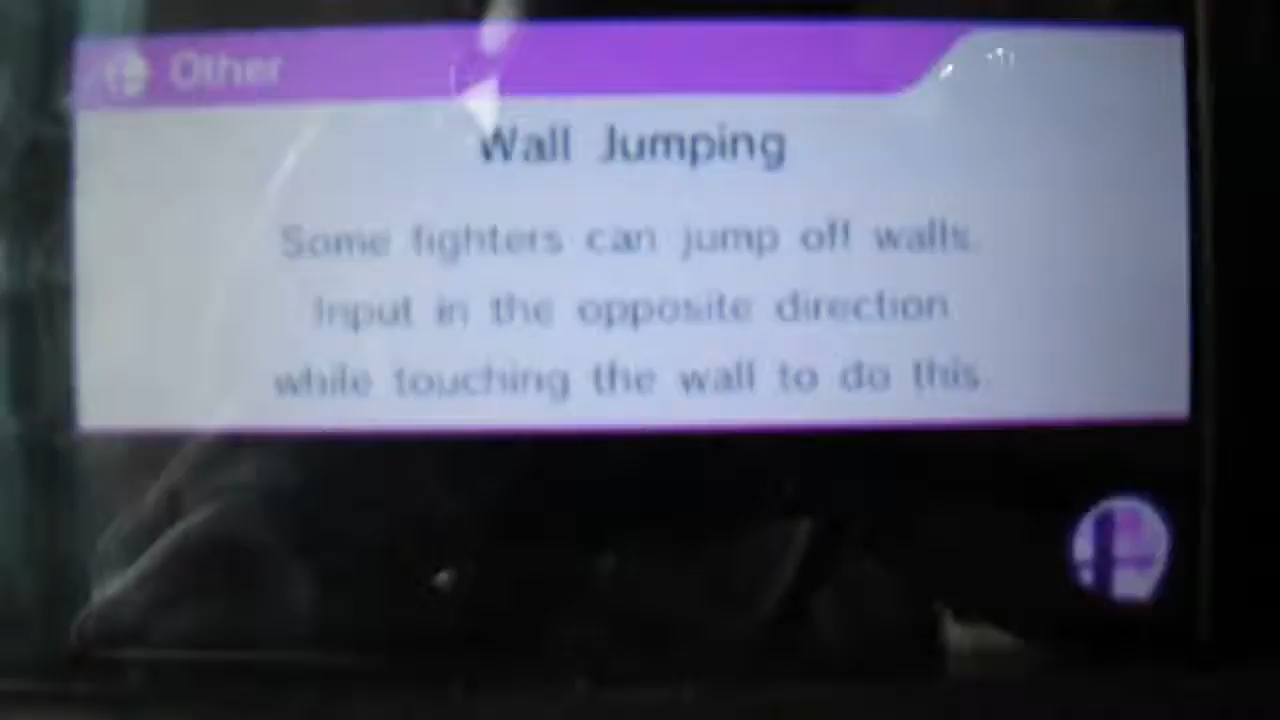 Other
Wall Jumping
Some fighters can jump off walls.
Input in the opposite direction
while touching the wall to do this.